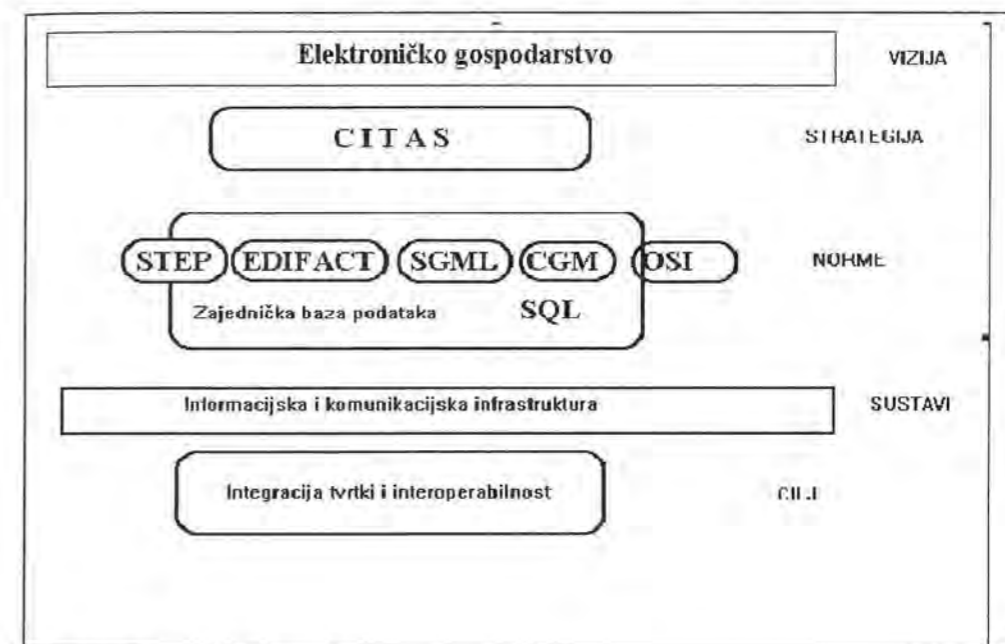 Elektroničko gospodarstvo VIZIJA
CITAS STRATEGIJA
STEP EDIFACT SGML CGM OSI NORME
Zajednička baza podataka SQL
Informacijska i komunikacijska infrastruktura SUSTAVI
Integracija tvrtki i interoperabilnost CILJ